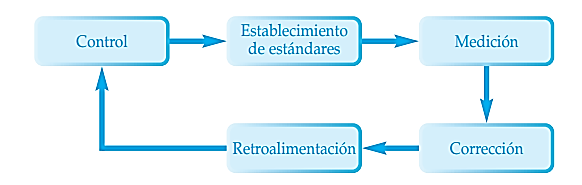 Control
Establecimiento
de estándares
Medición
Corrección
Retroalimentación